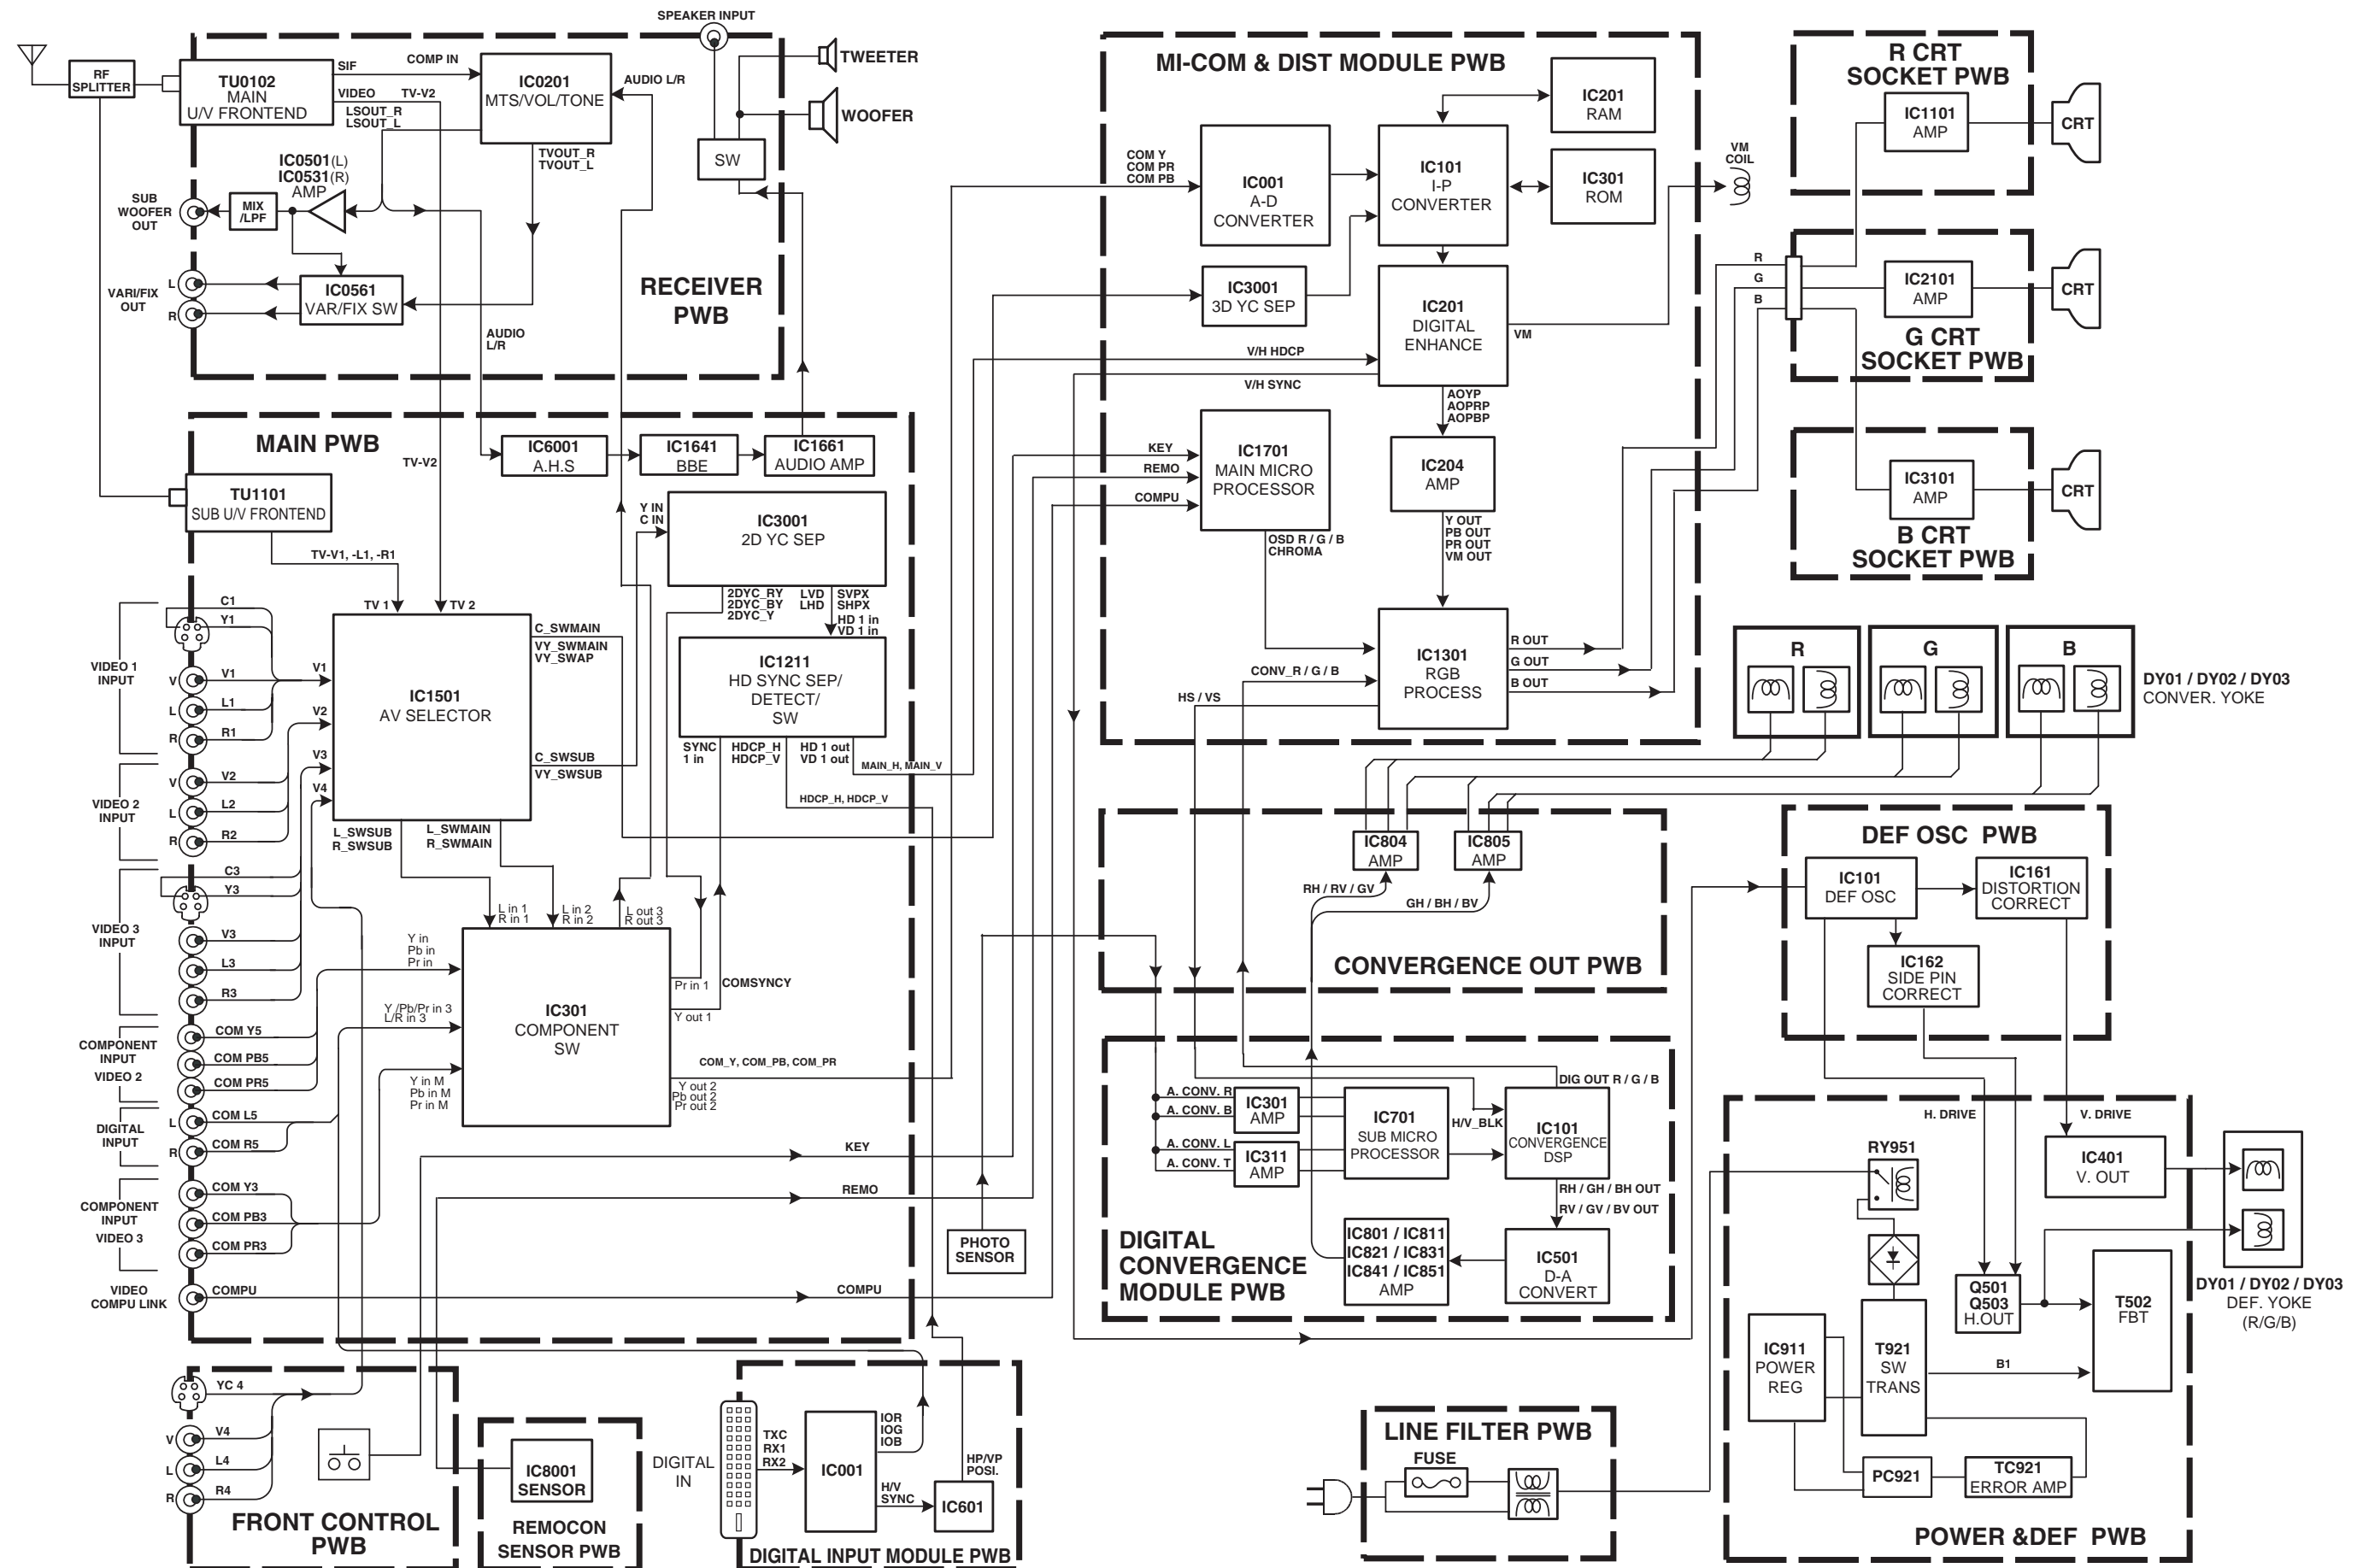 SPEAKER INPUT
RF
SPLITTER
TU0102
MAIN
U/V FRONTEND
SIF
COMP IN
VIDEO
TV-V2
LSOUT_R
LSOUT_L
IC0201
MTS/VOL/TONE
AUDIO L/R
TWEETER
WOOFER
SW
TVOUT_R
TVOUT_L
IC0501(L)
IC0531(R)
AMP
MIX
/LPF
SUB
WOOFER
OUT
VARI/FIX
OUT
L
R
IC0561
VAR/FIX SW
RECEIVER
PWB
AUDIO
L/R
MAIN PWB
TV-V2
IC6001
A.H.S
IC1641
BBE
IC1661
AUDIO AMP
TU1101
SUB U/V FRONTEND
TV-V1, -L1, -R1
TV 1
TV 2
Y IN
C IN
IC3001
2D YC SEP
2DYC_RY
2DYC_BY
2DYC_Y
LVD
LHD
SVPX
SHPX
HD 1 in
VD 1 in
IC1211
HD SYNC SEP/
DETECT/
SW
SYNC
1 in
HDCP_H
HDCP_V
HD 1 out
VD 1 out
MAIN_H, MAIN_V
HDCP_H, HDCP_V
IC1501
AV SELECTOR
C_SWMAIN
VY_SWMAIN
VY_SWAP
C_SWSUB
VY_SWSUB
L_SWSUB
R_SWSUB
L_SWMAIN
R_SWMAIN
V1
V2
V3
V4
VIDEO 1
INPUT
C1
Y1
V
V1
L
L1
R
R1
VIDEO 2
INPUT
V
V2
L
L2
R
R2
VIDEO 3
INPUT
C3
Y3
V3
L3
R3
COMPONENT
INPUT
VIDEO 2
COM Y5
COM PB5
COM PR5
DIGITAL
INPUT
L
COM L5
R
COM R5
COMPONENT
INPUT
VIDEO 3
COM Y3
COM PB3
COM PR3
VIDEO
COMPU LINK
COMPU
COMPU
L in 1
R in 1
L in 2
R in 2
L out 3
R out 3
Y in
Pb in
Pr in
Y /Pb/Pr in 3
L/R in 3
Y in M
Pb in M
Pr in M
IC301
COMPONENT
SW
Pr in 1
COMSYNCY
Y out 1
COM_Y, COM_PB, COM_PR
Y out 2
Pb out 2
Pr out 2
KEY
REMO
PHOTO
SENSOR
YC 4
V
V4
L
L4
R
R4
FRONT CONTROL
PWB
IC8001
SENSOR
REMOCON
SENSOR PWB
DIGITAL
IN
TXC
RX1
RX2
IC001
IOR
IOG
IOB
H/V
SYNC
HP/VP
POSI.
IC601
DIGITAL INPUT MODULE PWB
MI-COM & DIST MODULE PWB
COM Y
COM PR
COM PB
IC001
A-D
CONVERTER
IC101
I-P
CONVERTER
IC201
RAM
IC301
ROM
IC3001
3D YC SEP
IC201
DIGITAL
ENHANCE
VM
VM
COIL
V/H HDCP
V/H SYNC
AOYP
AOPRP
AOPBP
KEY
REMO
COMPU
IC1701
MAIN MICRO
PROCESSOR
IC204
AMP
OSD R / G / B
CHROMA
Y OUT
PB OUT
PR OUT
VM OUT
IC1301
RGB
PROCESS
R OUT
G OUT
B OUT
CONV_R / G / B
HS / VS
R CRT
SOCKET PWB
IC1101
AMP
CRT
R
G
B
IC2101
AMP
CRT
G CRT
SOCKET PWB
IC3101
AMP
CRT
B CRT
SOCKET PWB
R
G
B
DY01 / DY02 / DY03
CONVER. YOKE
IC804
AMP
IC805
AMP
RH / RV / GV
GH / BH / BV
CONVERGENCE OUT PWB
A. CONV. R
A. CONV. B
A. CONV. L
A. CONV. T
IC301
AMP
IC311
AMP
IC701
SUB MICRO
PROCESSOR
H/V_BLK
DIG OUT R / G / B
IC101
CONVERGENCE
DSP
RH / GH / BH OUT
RV / GV / BV OUT
IC801 / IC811
IC821 / IC831
IC841 / IC851
AMP
IC501
D-A
CONVERT
DIGITAL
CONVERGENCE
MODULE PWB
DEF OSC PWB
IC101
DEF OSC
IC161
DISTORTION
CORRECT
IC162
SIDE PIN
CORRECT
H. DRIVE
V. DRIVE
RY951
IC401
V. OUT
Q501
Q503
H.OUT
T502
FBT
DY01 / DY02 / DY03
DEF. YOKE
(R/G/B)
IC911
POWER
REG
T921
SW
TRANS
B1
PC921
TC921
ERROR AMP
POWER &DEF PWB
LINE FILTER PWB
FUSE